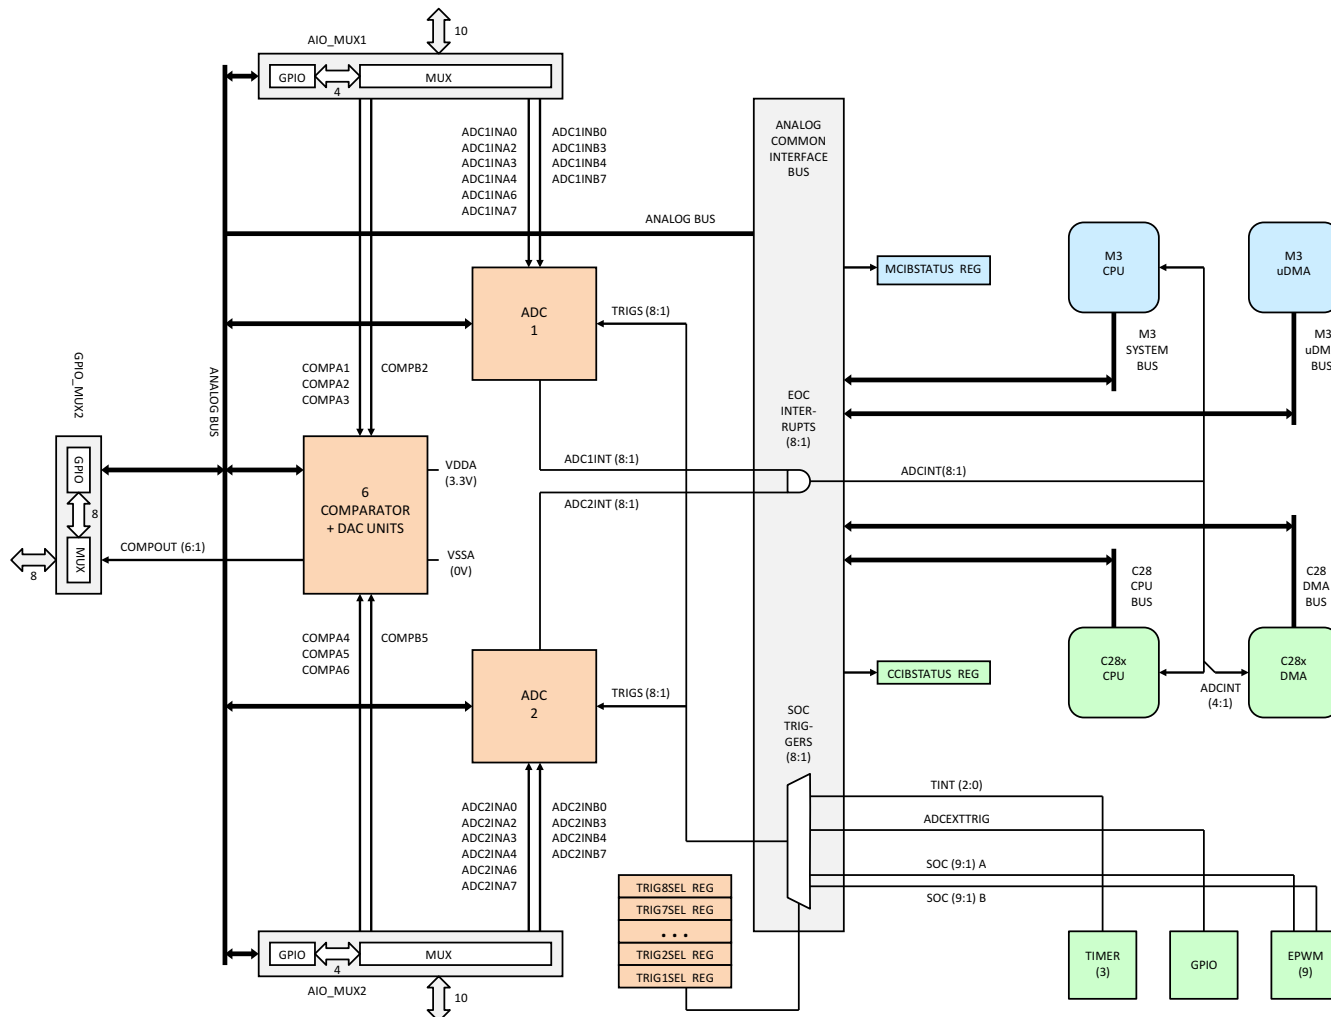 10
AIO_MUX1
GPIO
4
MUX
ADC1INA0
ADC1INA2
ADC1INA3
ADC1INA4
ADC1INA6
ADC1INA7
ADC1INB0
ADC1INB3
ADC1INB4
ADC1INB7
ANALOG
COMMON
INTERFACE
BUS
ANALOG BUS
MCIBSTATUS REG
M3
CPU
M3
uDMA
ADC
1
TRIGS (8:1)
M3
SYSTEM
BUS
M3
uDM
BUS
GPIO_MUX2
ANALOG BUS
COMPA1
COMPA2
COMPA3
COMPB2
EOC
INTER-
RUPTS
(8:1)
GPIO
8
MUX
8
COMPOUT (6:1)
6
COMPARATOR
+ DAC UNITS
VDDA
(3.3V)
VSSA
(0V)
ADC1INT (8:1)
ADC2INT (8:1)
ADCINT(8:1)
C28
CPU
BUS
C28
DMA
BUS
COMPA4
COMPA5
COMPA6
COMPB5
ADC
2
TRIGS (8:1)
CCIBSTATUS REG
C28x
CPU
C28x
DMA
ADCINT
(4:1)
SOC
TRIG-
GERS
(8:1)
TINT (2:0)
ADCEXTTRIG
SOC (9:1) A
SOC (9:1) B
ADC2INA0
ADC2INA2
ADC2INA3
ADC2INA4
ADC2INA6
ADC2INA7
ADC2INB0
ADC2INB3
ADC2INB4
ADC2INB7
TRIG8SEL REG
TRIG7SEL REG
...
TRIG2SEL REG
TRIG1SEL REG
TIMER
(3)
GPIO
EPWM
(9)
GPIO
4
MUX
AIO_MUX2
10